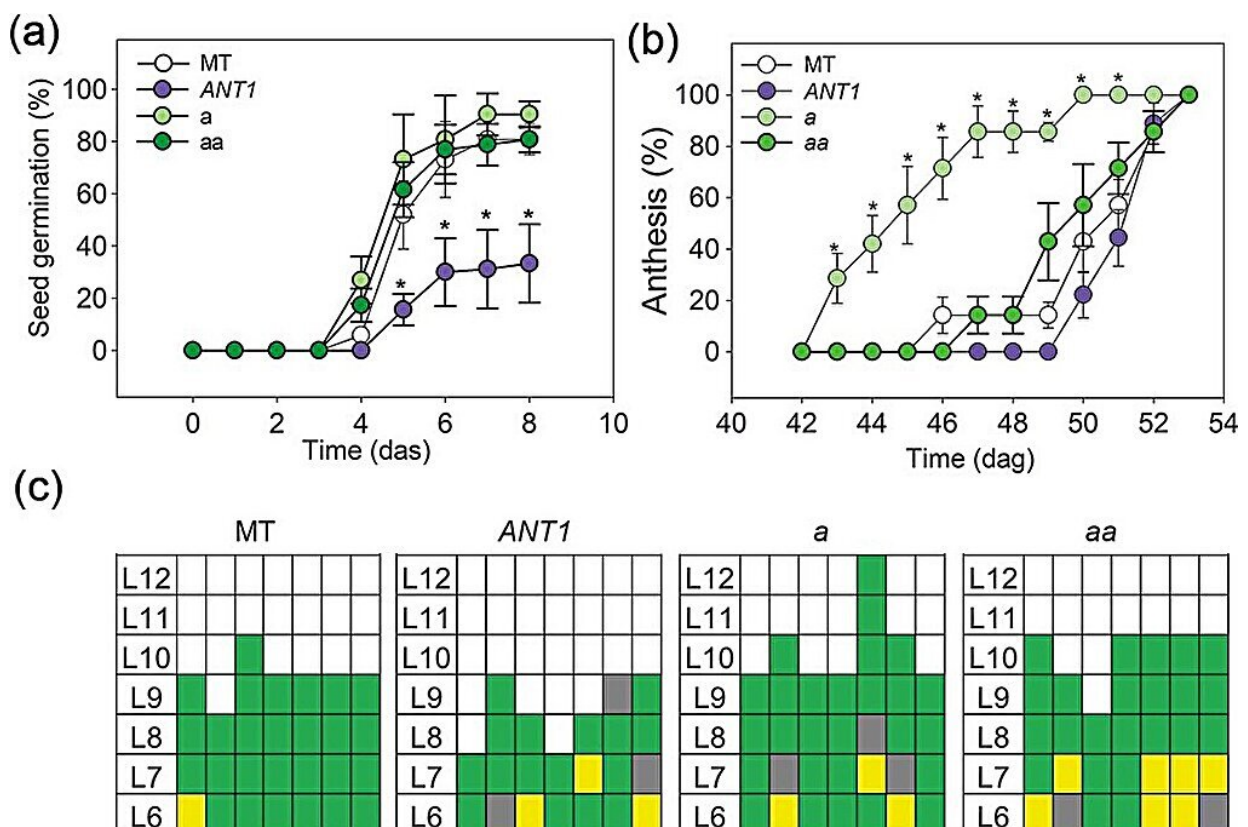 (a)
MT
ANT1
a
aa
Seed germination (%)
100
80
60
40
20
0
* * * *
0 2 4 6 8 10
Time (das)
(b)
MT
ANT1
a
aa
Anthesis (%)
100
80
60
40
20
0
* * * * * * * * *
40 42 44 46 48 50 52 54
Time (dag)
(c)
MT
L12
L11
L10
L9
L8
L7
L6
ANT1
L12
L11
L10
L9
L8
L7
L6
a
L12
L11
L10
L9
L8
L7
L6
aa
L12
L11
L10
L9
L8
L7
L6